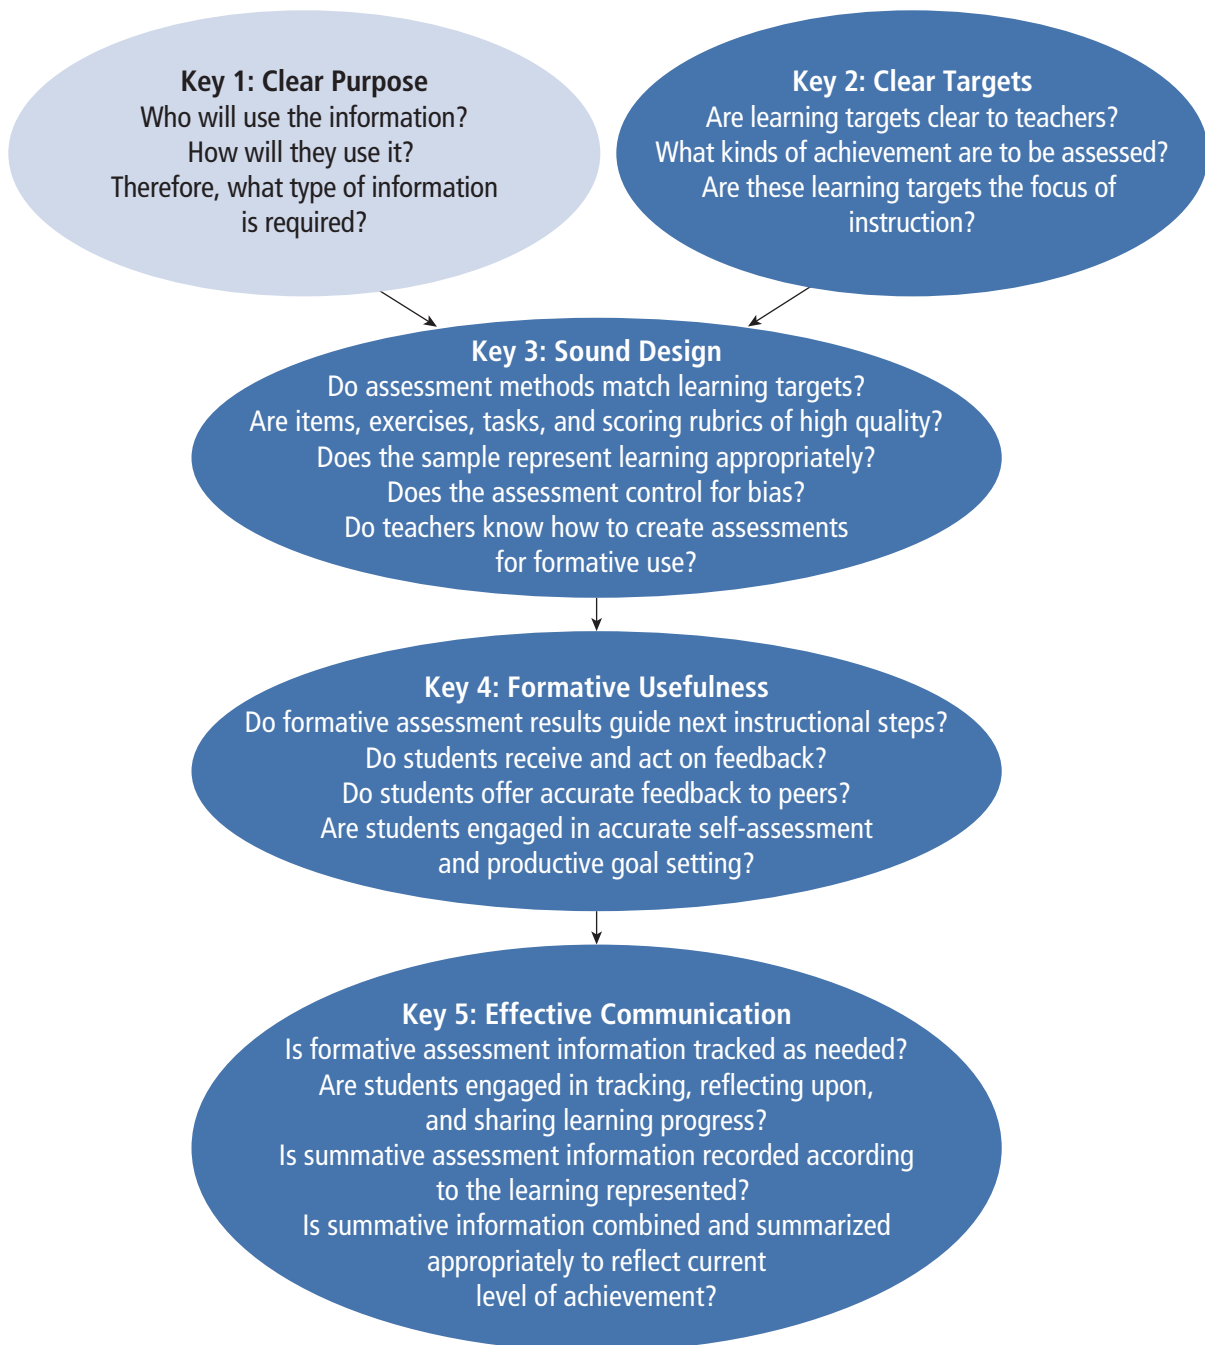 Key 1: Clear Purpose
Who will use the information?
How will they use it?
Therefore, what type of information
is required?
Key 2: Clear Targets
Are learning targets clear to teachers?
What kinds of achievement are to be assessed?
Are these learning targets the focus of
instruction?
Key 3: Sound Design
Do assessment methods match learning targets?
Are items, exercises, tasks, and scoring rubrics of high quality?
Does the sample represent learning appropriately?
Does the assessment control for bias?
Do teachers know how to create assessments
for formative use?
Key 4: Formative Usefulness
Do formative assessment results guide next instructional steps?
Do students receive and act on feedback?
Do students offer accurate feedback to peers?
Are students engaged in accurate self-assessment
and productive goal setting?
Key 5: Effective Communication
Is formative assessment information tracked as needed?
Are students engaged in tracking, reflecting upon,
and sharing learning progress?
Is summative assessment information recorded according
to the learning represented?
Is summative information combined and summarized
appropriately to reflect current
level of achievement?